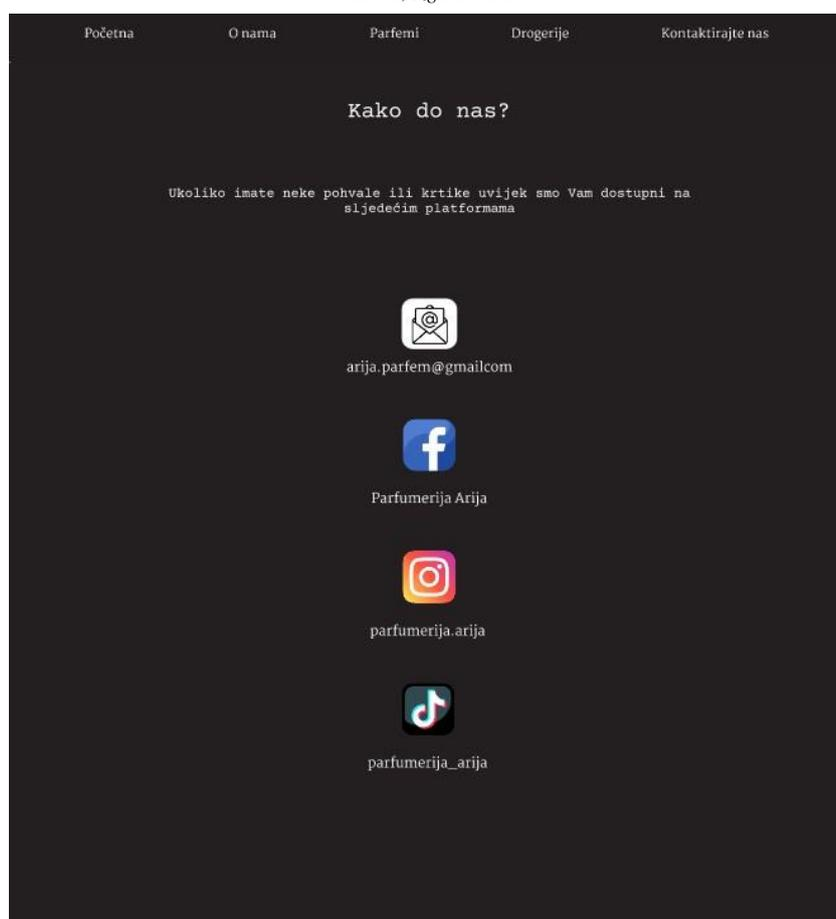 Početna O nama Parfemi Drogerije Kontaktirajte nas
Kako do nas?
Ukoliko imate neke pohvale ili krtike uvijek smo Vam dostupni na
sljedećim platformama
arija.parfem@gmailcom
Parfumerija Arija
parfumerija.arija
parfumerija_arija